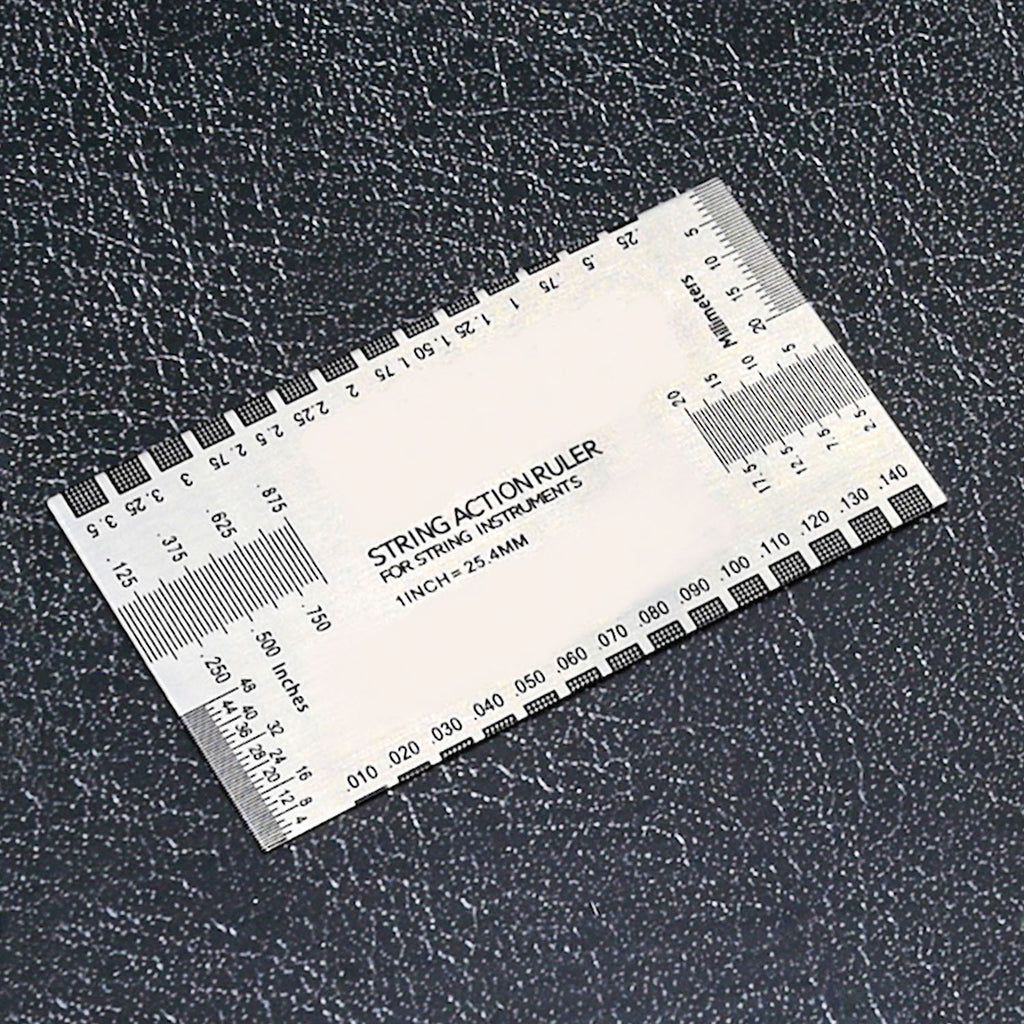 .25 .5 .75 1 1.25 1.50 1.75 2 2.25 2.5 2.75 3 3.25 3.5
5 10 15 20
Millimeters
20 15 10 5
17.5 12.5 7.5 2.5
STRING ACTION RULER
FOR STRING INSTRUMENTS
1INCH = 25.4MM
.125 .375 .625 .875
.250 .500 .750
Inches
48 44 40 36 32 28 24 20 16 12 8 4
.010 .020 .030 .040 .050 .060 .070 .080 .090 .100 .110 .120 .130 .140